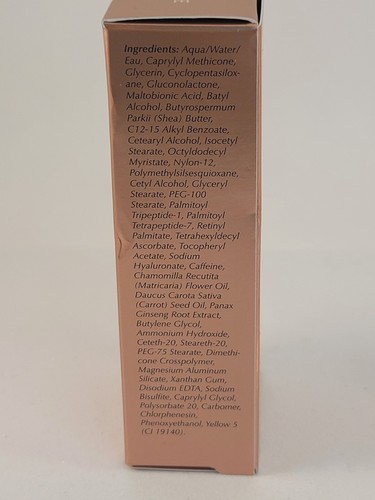 Ingredients: Aqua/Water/
Eau, Caprylyl Methicone,
Glycerin, Cyclopentasilox-
ane, Gluconolactone,
Maltobionic Acid, Batyl
Alcohol, Butyrospermum
Parkii (Shea) Butter,
C12-15 Alkyl Benzoate,
Cetearyl Alcohol, Isocetyl
Stearate, Octyldodecyl
Myristate, Nylon-12,
Polymethylsilsesquioxane,
Cetyl Alcohol, Glyceryl
Stearate, PEG-100
Stearate, Palmitoyl
Tripeptide-1, Palmitoyl
Tetrapeptide-7, Retinyl
Palmitate, Tetrahexyldecyl
Ascorbate, Tocopheryl
Acetate, Sodium
Hyaluronate, Caffeine,
Chamomilla Recutita
(Matricaria) Flower Oil,
Daucus Carota Sativa
(Carrot) Seed Oil, Panax
Ginseng Root Extract,
Butylene Glycol,
Ammonium Hydroxide,
Ceteth-20, Steareth-20,
PEG-75 Stearate, Dimethi-
cone Crosspolymer,
Magnesium Aluminum
Silicate, Xanthan Gum,
Disodium EDTA, Sodium
Bisulfite, Caprylyl Glycol,
Polysorbate 20, Carbomer,
Chlorphenesin,
Phenoxyethanol, Yellow 5
(CI 19140)